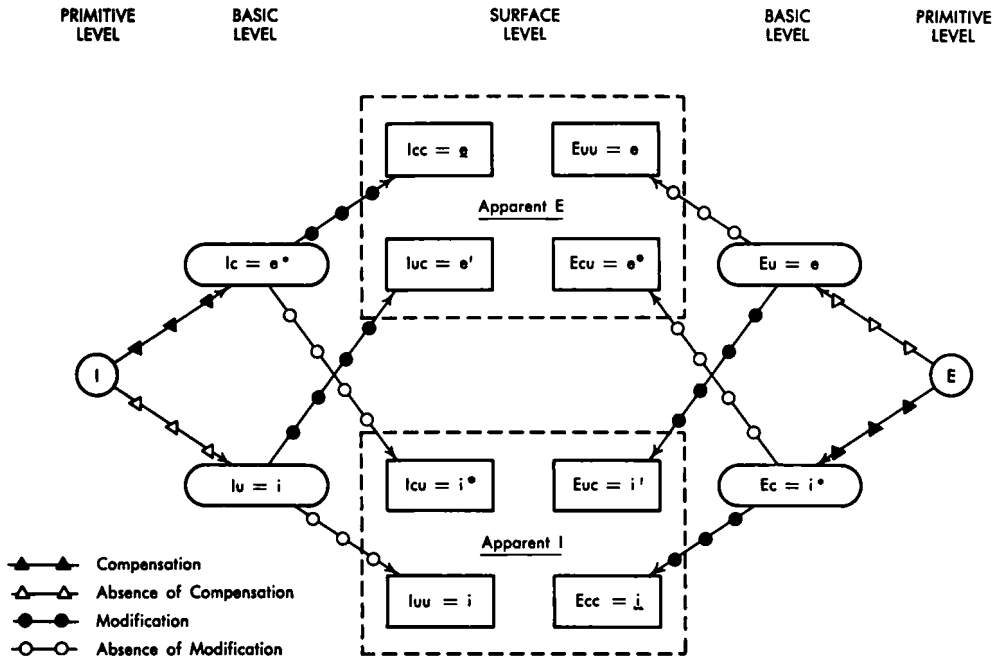 PRIMITIVE LEVEL
BASIC LEVEL
SURFACE LEVEL
BASIC LEVEL
PRIMITIVE LEVEL
Icc = e
Euu = e
Apparent E
Ic = e•
Iuc = e'
Ecu = e•
Eu = e
I
E
Iu = i
Icu = i•
Euc = i'
Ec = i•
Apparent I
Iuu = i
Ecc = i
Compensation
Absence of Compensation
Modification
Absence of Modification